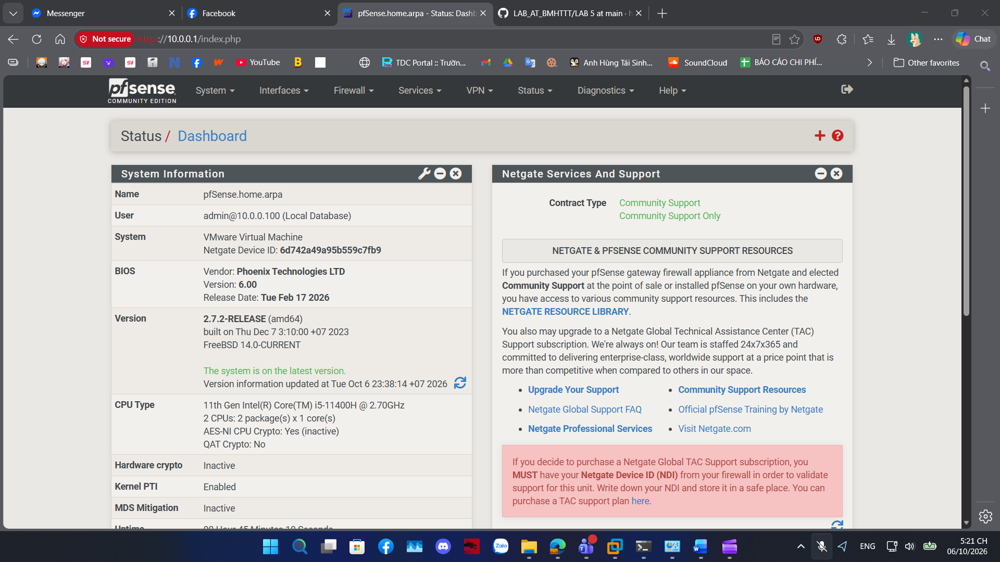 Messenger
Facebook
pfSense.home.arpa - Status: Dashb
LAB_AT_BMHTTT/LAB 5 at main · h
Not secure
https://10.0.0.1/index.php
Chat
YouTube
TDC Portal :: Trườn...
Anh Hùng Tái Sinh...
SoundCloud
BÁO CÁO CHI PHÍ...
Other favorites
pfsense
COMMUNITY EDITION
System
Interfaces
Firewall
Services
VPN
Status
Diagnostics
Help
Status / Dashboard
System Information
Name
pfSense.home.arpa
User
admin@10.0.0.100 (Local Database)
System
VMware Virtual Machine
Netgate Device ID: 6d742a49a95b559c7fb9
BIOS
Vendor: Phoenix Technologies LTD
Version: 6.00
Release Date: Tue Feb 17 2026
Version
2.7.2-RELEASE (amd64)
built on Thu Dec 7 3:10:00 +07 2023
FreeBSD 14.0-CURRENT
The system is on the latest version.
Version information updated at Tue Oct 6 23:38:14 +07 2026
CPU Type
11th Gen Intel(R) Core(TM) i5-11400H @ 2.70GHz
2 CPUs: 2 package(s) x 1 core(s)
AES-NI CPU Crypto: Yes (inactive)
QAT Crypto: No
Hardware crypto
Inactive
Kernel PTI
Enabled
MDS Mitigation
Inactive
Uptime
00 Hour 45 Minutes 10 Seconds
Netgate Services And Support
Contract Type
Community Support
Community Support Only
NETGATE & PFSENSE COMMUNITY SUPPORT RESOURCES
If you purchased your pfSense gateway firewall appliance from Netgate and elected
Community Support at the point of sale or installed pfSense on your own hardware,
you have access to various community support resources. This includes the
NETGATE RESOURCE LIBRARY.
You also may upgrade to a Netgate Global Technical Assistance Center (TAC)
Support subscription. We're always on! Our team is staffed 24x7x365 and
committed to delivering enterprise-class, worldwide support at a price point that is
more than competitive when compared to others in our space.
Upgrade Your Support
Community Support Resources
Netgate Global Support FAQ
Official pfSense Training by Netgate
Netgate Professional Services
Visit Netgate.com
If you decide to purchase a Netgate Global TAC Support subscription, you
MUST have your Netgate Device ID (NDI) from your firewall in order to validate
support for this unit. Write down your NDI and store it in a safe place. You can
purchase a TAC support plan here.
Zalo
ENG
5:21 CH
06/10/2026